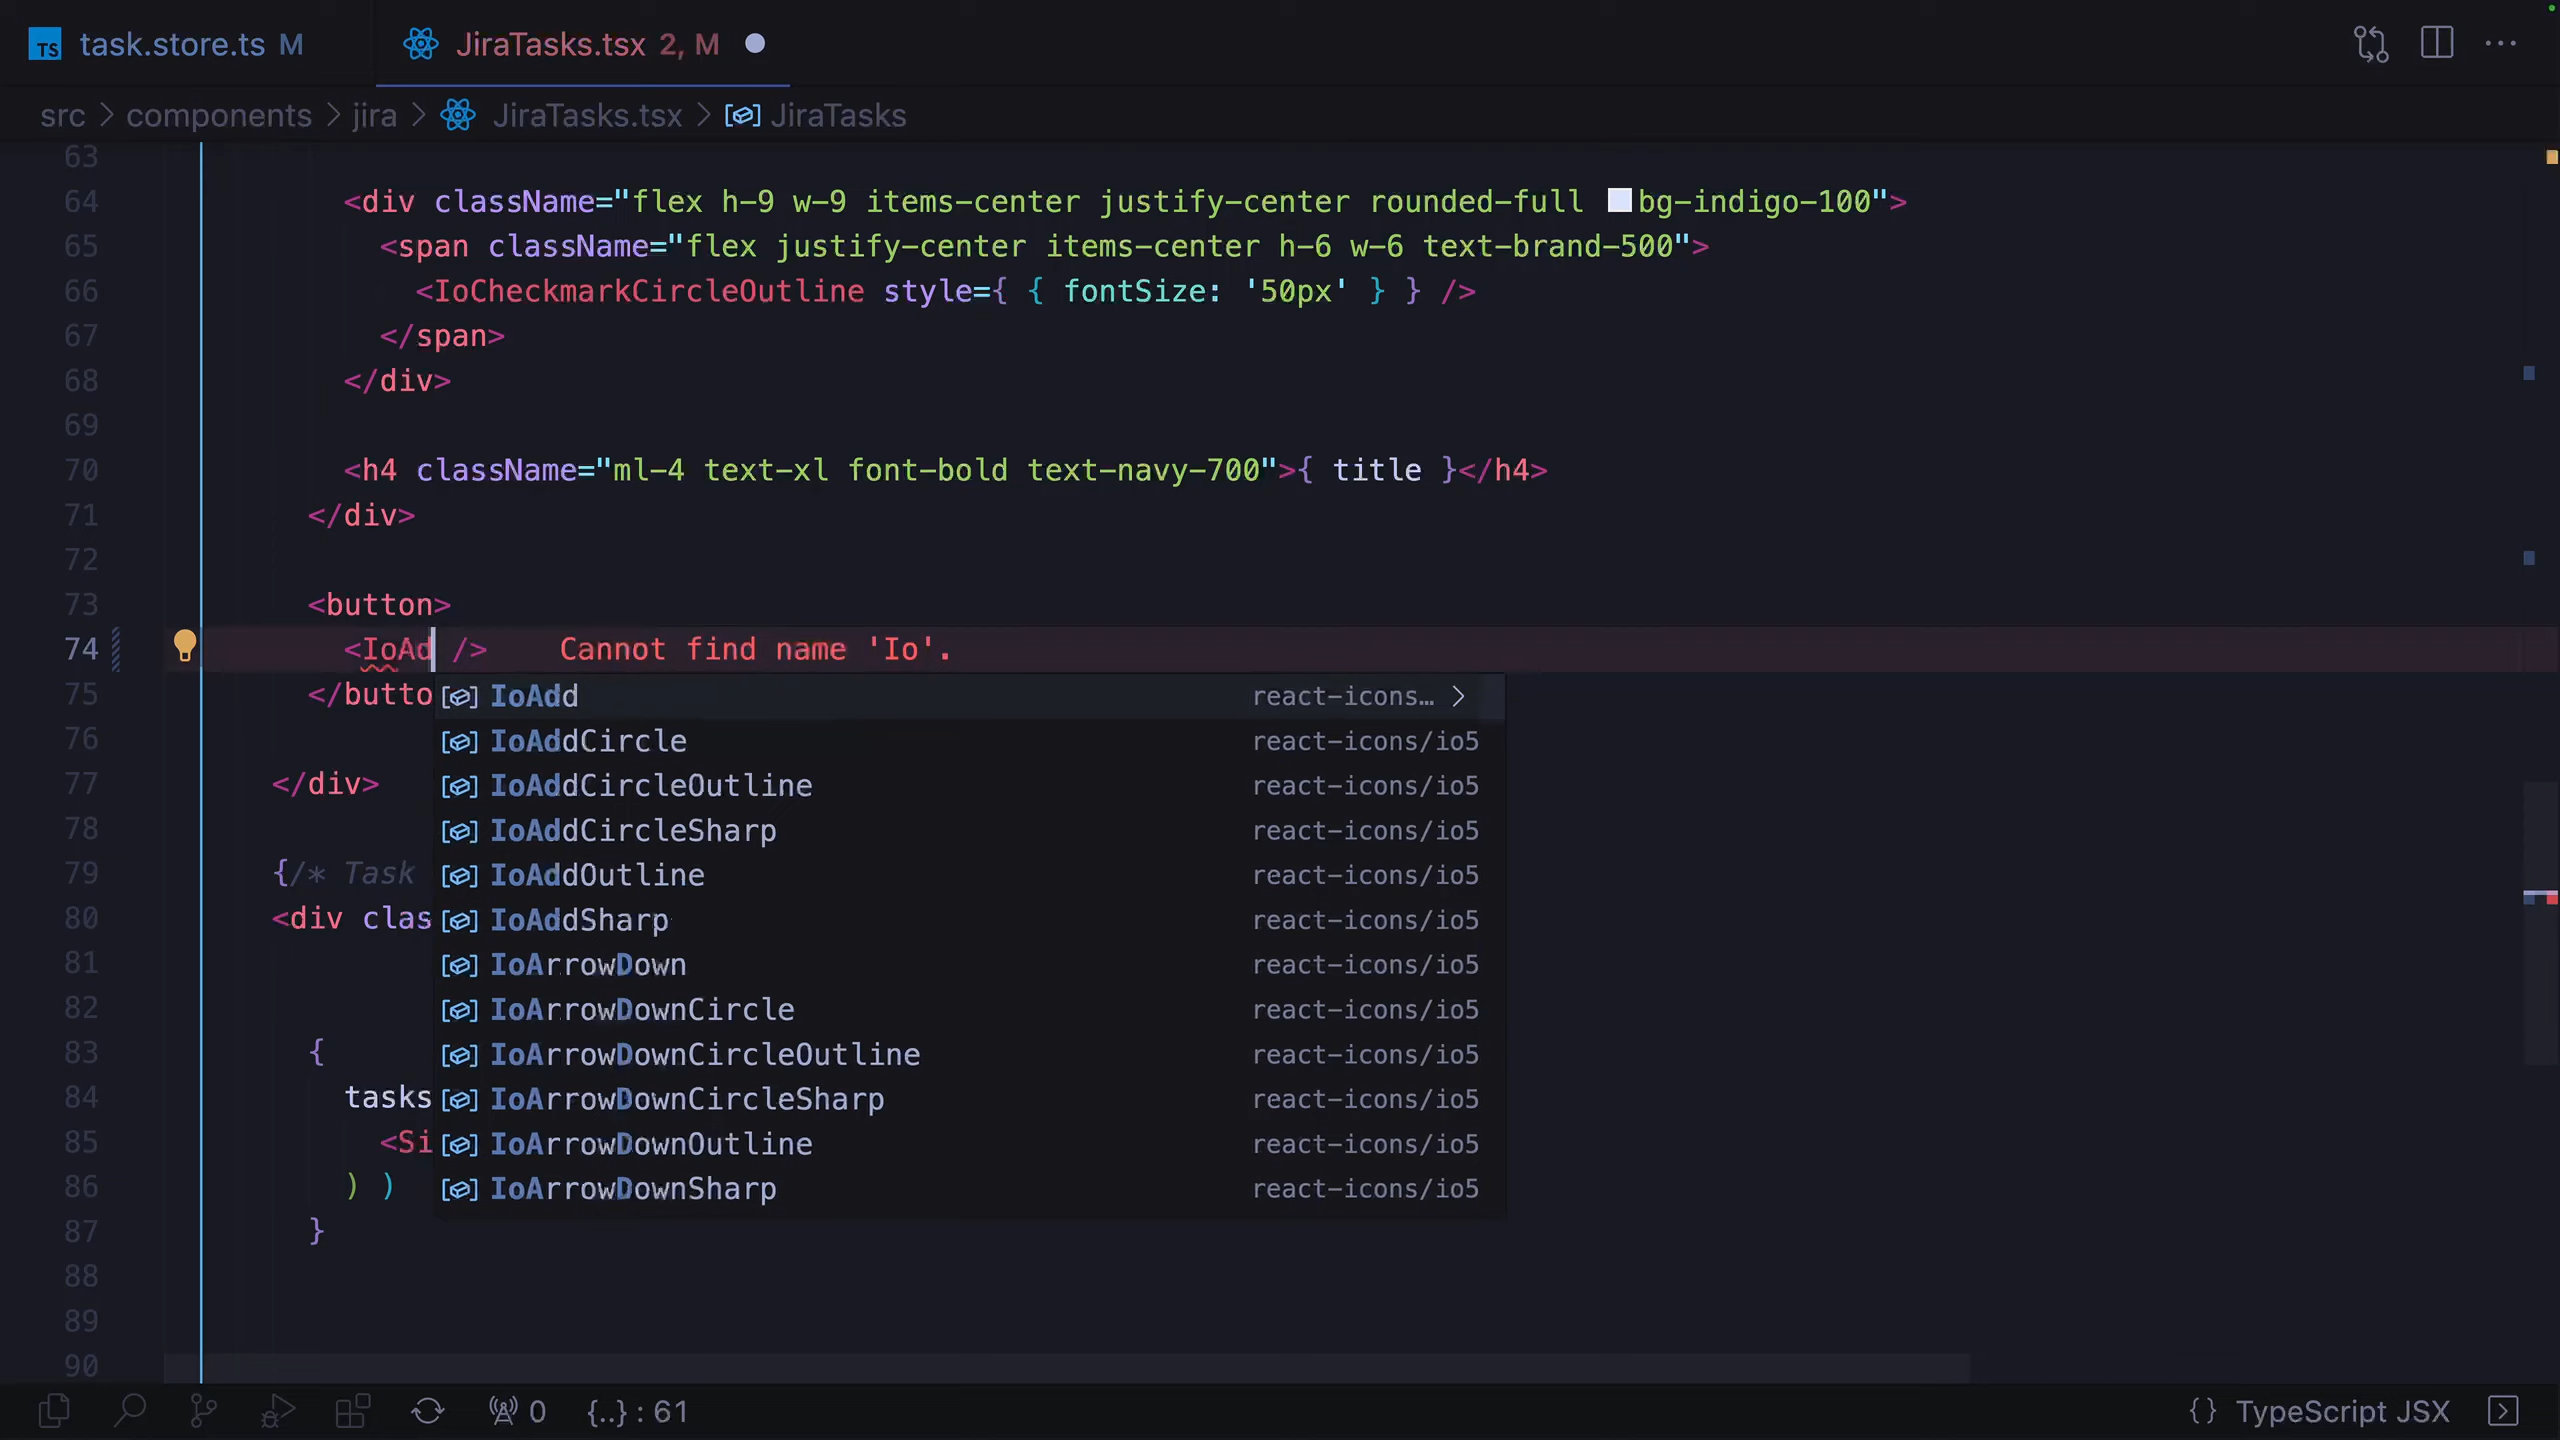 TS task.store.ts M
JiraTasks.tsx 2, M
src > components > jira > JiraTasks.tsx > JiraTasks
63
64 <div className="flex h-9 w-9 items-center justify-center rounded-full bg-indigo-100">
65 <span className="flex justify-center items-center h-6 w-6 text-brand-500">
66 <IoCheckmarkCircleOutline style={ { fontSize: '50px' } } />
67 </span>
68 </div>
69
70 <h4 className="ml-4 text-xl font-bold text-navy-700">{ title }</h4>
71 </div>
72
73 <button>
74 <IoAd /> Cannot find name 'Io'.
75 </butto
IoAdd react-icons… >
76
IoAddCircle react-icons/io5
77 </div>
IoAddCircleOutline react-icons/io5
78
IoAddCircleSharp react-icons/io5
79 {/* Task
IoAddOutline react-icons/io5
80 <div clas
IoAddSharp react-icons/io5
81
IoArrowDown react-icons/io5
82
IoArrowDownCircle react-icons/io5
83 {
IoArrowDownCircleOutline react-icons/io5
84 tasks
IoArrowDownCircleSharp react-icons/io5
85 <Si
IoArrowDownOutline react-icons/io5
86 ) )
IoArrowDownSharp react-icons/io5
87 }
88
89
90
0 {..} : 61 {} TypeScript JSX